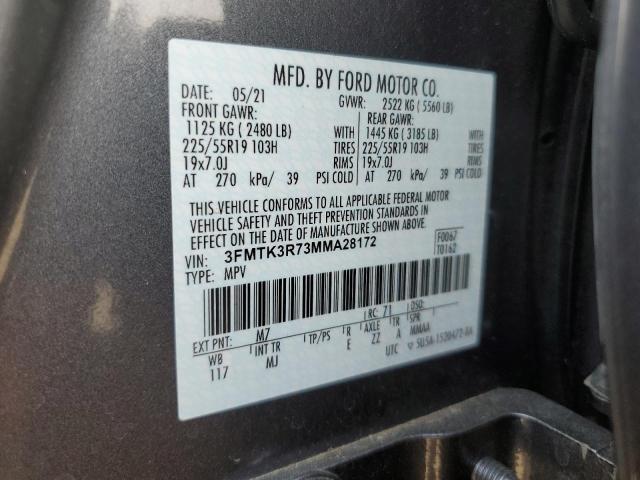 MFD. BY FORD MOTOR CO.
DATE: 05/21 GVWR: 2522 KG ( 5560 LB)
FRONT GAWR: REAR GAWR:
1125 KG ( 2480 LB) WITH 1445 KG ( 3185 LB) WITH
225/55R19 103H TIRES 225/55R19 103H TIRES
19x7.0J RIMS 19x7.0J RIMS
AT 270 kPa/ 39 PSI COLD AT 270 kPa/ 39 PSI COLD
THIS VEHICLE CONFORMS TO ALL APPLICABLE FEDERAL MOTOR
VEHICLE SAFETY AND THEFT PREVENTION STANDARDS IN
EFFECT ON THE DATE OF MANUFACTURE SHOWN ABOVE.
VIN: 3FMTK3R73MMA28172 F0067
TYPE: MPV T0162
EXT PNT: M7 RC: 71 DSO:
WB INT TR TP/PS R AXLE TR SPR
117 MJ E ZZ A MMAA
UTC